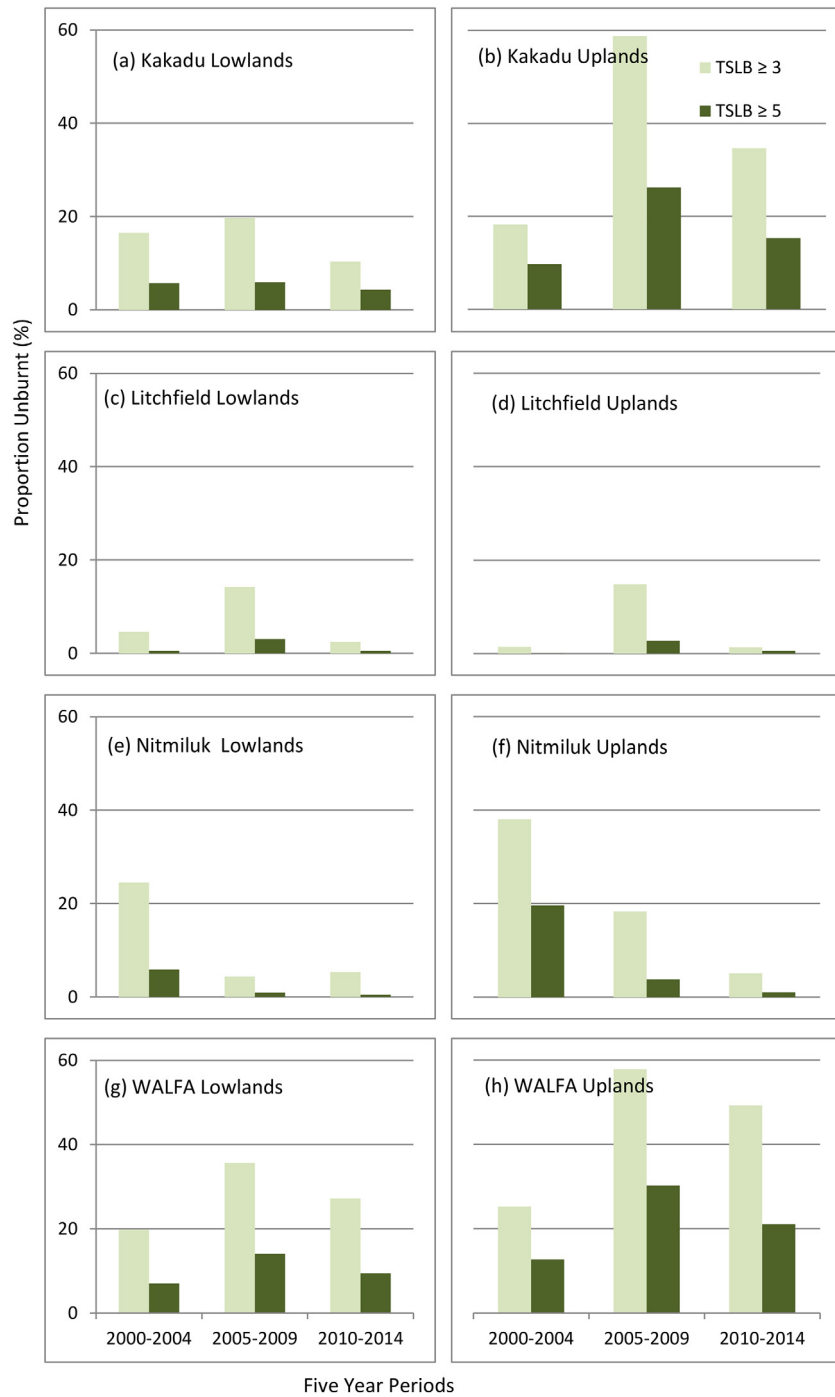 60
40
20
0
(a) Kakadu Lowlands
(b) Kakadu Uplands
TSLB ≥ 3
TSLB ≥ 5
Proportion Unburnt (%)
60
40
20
0
(c) Litchfield Lowlands
(d) Litchfield Uplands
60
40
20
0
(e) Nitmiluk  Lowlands
(f) Nitmiluk Uplands
60
40
20
0
(g) WALFA Lowlands
(h) WALFA Uplands
2000-2004 2005-2009 2010-2014
2000-2004 2005-2009 2010-2014
Five Year Periods